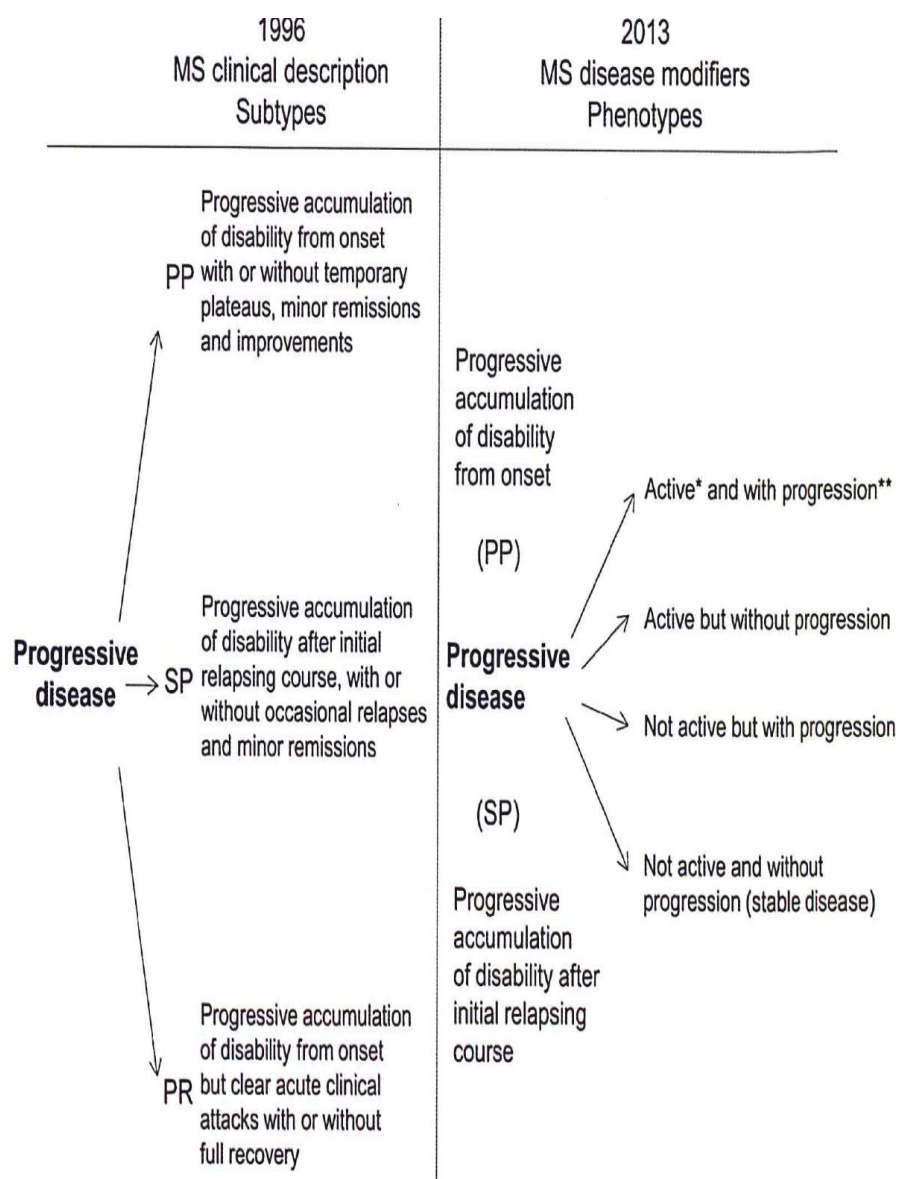 1996
MS clinical description
Subtypes
2013
MS disease modifiers
Phenotypes
Progressive accumulation
of disability from onset
PP with or without temporary
plateaus, minor remissions
and improvements
Progressive
disease
Progressive accumulation
of disability after initial
SP relapsing course, with or
without occasional relapses
and minor remissions
Progressive accumulation
of disability from onset
PR but clear acute clinical
attacks with or without
full recovery
Progressive
accumulation
of disability
from onset
(PP)
Progressive
disease
(SP)
Progressive
accumulation
of disability after
initial relapsing
course
Active* and with progression**
Active but without progression
Not active but with progression
Not active and without
progression (stable disease)